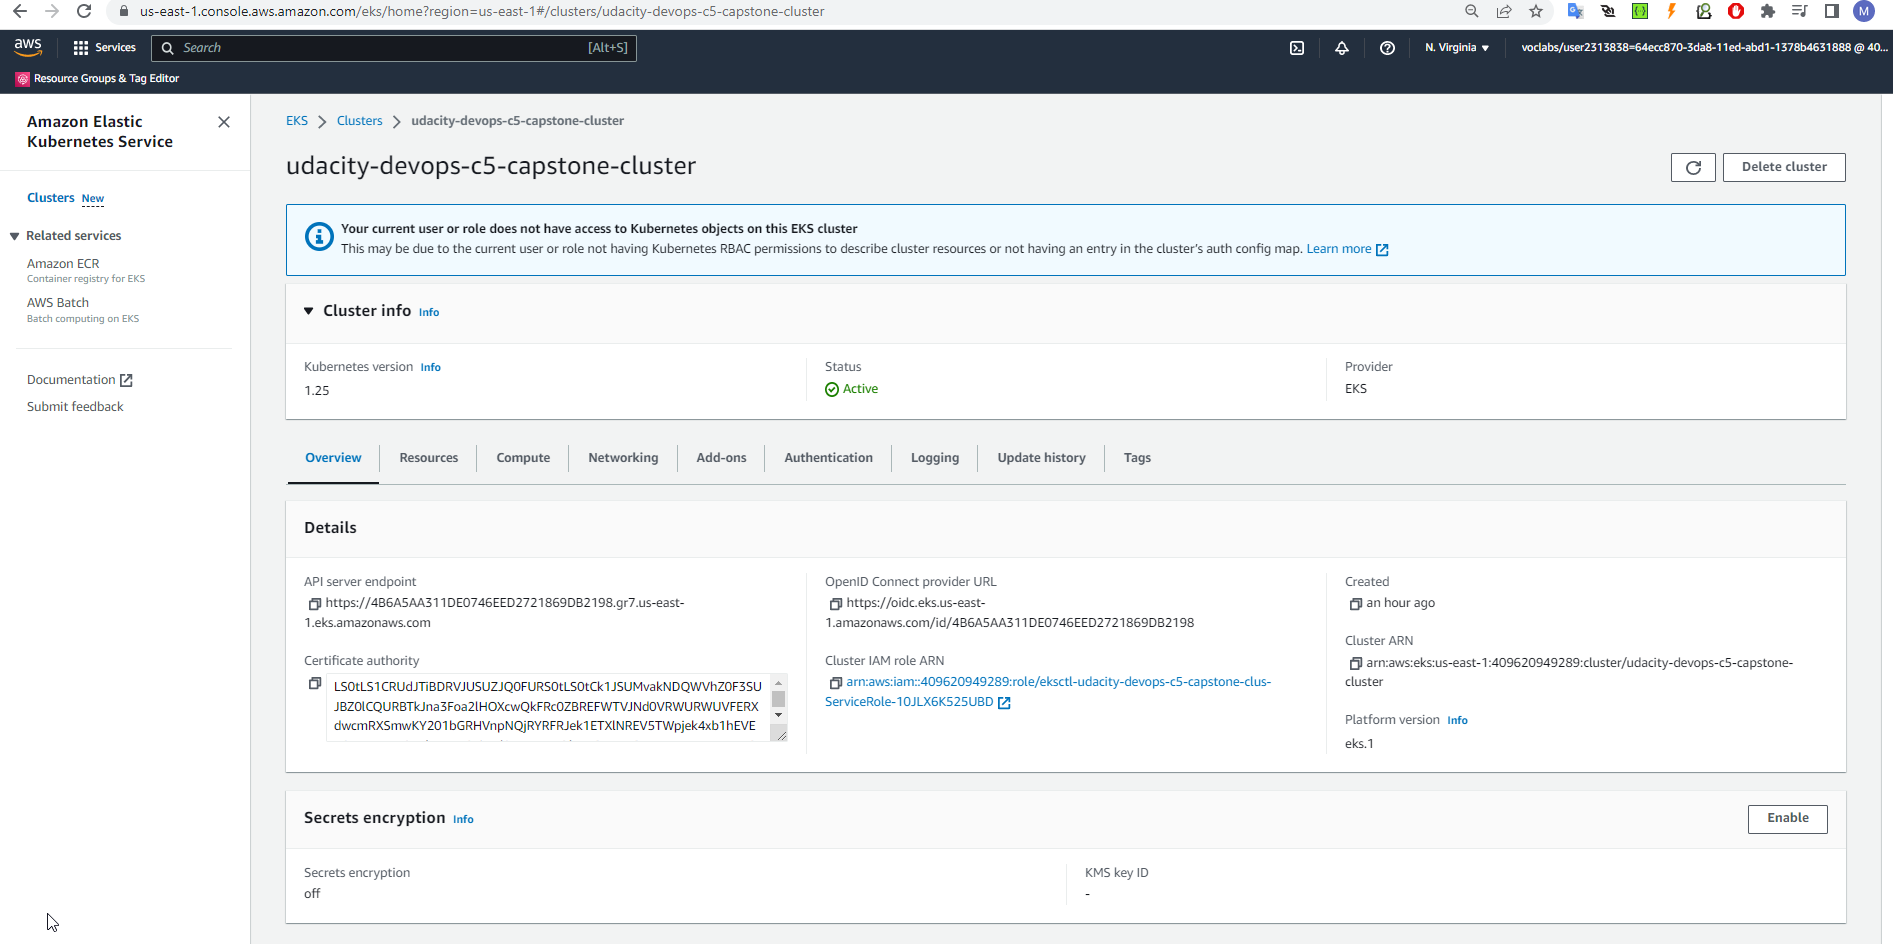 us-east-1.console.aws.amazon.com/eks/home?region=us-east-1#/clusters/udacity-devops-c5-capstone-cluster
aws Services Search [Alt+S] N. Virginia voclabs/user2313838=64ecc870-3da8-11ed-abd1-1378b4631888 @ 40...
M
Resource Groups & Tag Editor
Amazon Elastic
Kubernetes Service
Clusters New
Related services
Amazon ECR
Container registry for EKS
AWS Batch
Batch computing on EKS
Documentation
Submit feedback
EKS Clusters udacity-devops-c5-capstone-cluster
udacity-devops-c5-capstone-cluster
Delete cluster
Your current user or role does not have access to Kubernetes objects on this EKS cluster
This may be due to the current user or role not having Kubernetes RBAC permissions to describe cluster resources or not having an entry in the cluster's auth config map. Learn more
Cluster info Info
Kubernetes version Info
1.25
Status
Active
Provider
EKS
Overview Resources Compute Networking Add-ons Authentication Logging Update history Tags
Details
API server endpoint
https://4B6A5AA311DE0746EED2721869DB2198.gr7.us-east-
1.eks.amazonaws.com
Certificate authority
LS0tLS1CRUdJTiBDRVJUSUZJQ0FURS0tLS0tCk1JSUMvakNDQWVhZ0F3SU
JBZ0lCQURBTkJna3Foa2lHOXcwQkFRc0ZBREFWTVJNd0VRWURWUVFERX
dwcmRXSmwKY201bGRHVnpNQjRYRFRJek1ETXlNREV5TWpjek4xb1hEVE
OpenID Connect provider URL
https://oidc.eks.us-east-
1.amazonaws.com/id/4B6A5AA311DE0746EED2721869DB2198
Cluster IAM role ARN
arn:aws:iam::409620949289:role/eksctl-udacity-devops-c5-capstone-clus-
ServiceRole-10JLX6K525UBD
Created
an hour ago
Cluster ARN
arn:aws:eks:us-east-1:409620949289:cluster/udacity-devops-c5-capstone-
cluster
Platform version Info
eks.1
Secrets encryption Info
Enable
Secrets encryption
off
KMS key ID
-